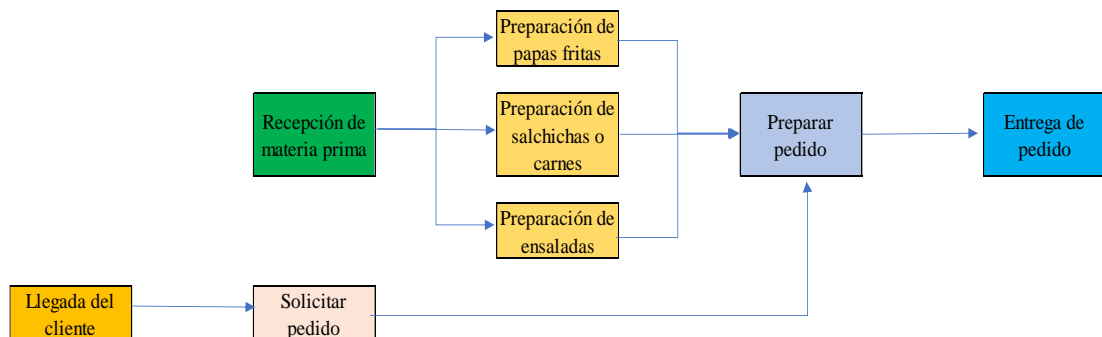 Preparación de
papas fritas
Recepción de
materia prima
Preparación de
salchichas o
carnes
Preparar
pedido
Entrega de
pedido
Preparación de
ensaladas
Llegada del
cliente
Solicitar
pedido